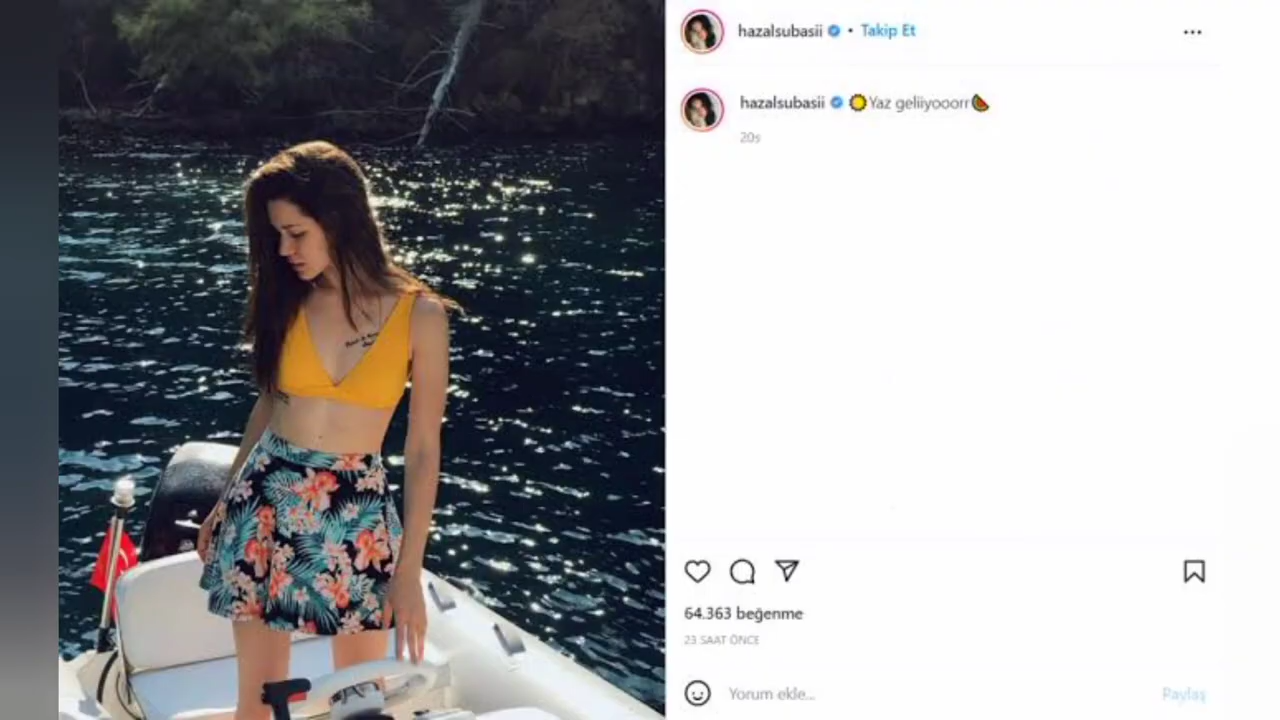 hazalsubasii • Takip Et
hazalsubasii Yaz geliiyooorr
20s
64.363 beğenme
23 SAAT ÖNCE
Yorum ekle...
Paylaş